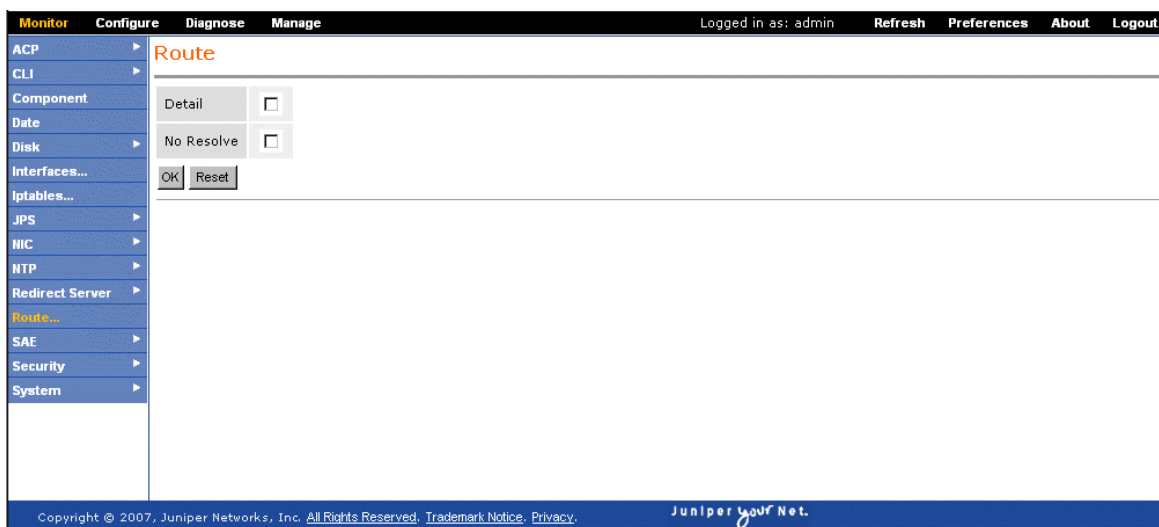 Monitor Configure Diagnose Manage Logged in as: admin Refresh Preferences About Logout
ACP
CLI
Component
Date
Disk
Interfaces...
Iptables...
JPS
NIC
NTP
Redirect Server
Route...
SAE
Security
System
Route
Detail
No Resolve
OK Reset
Copyright © 2007, Juniper Networks, Inc. All Rights Reserved. Trademark Notice. Privacy.
Juniper your Net.